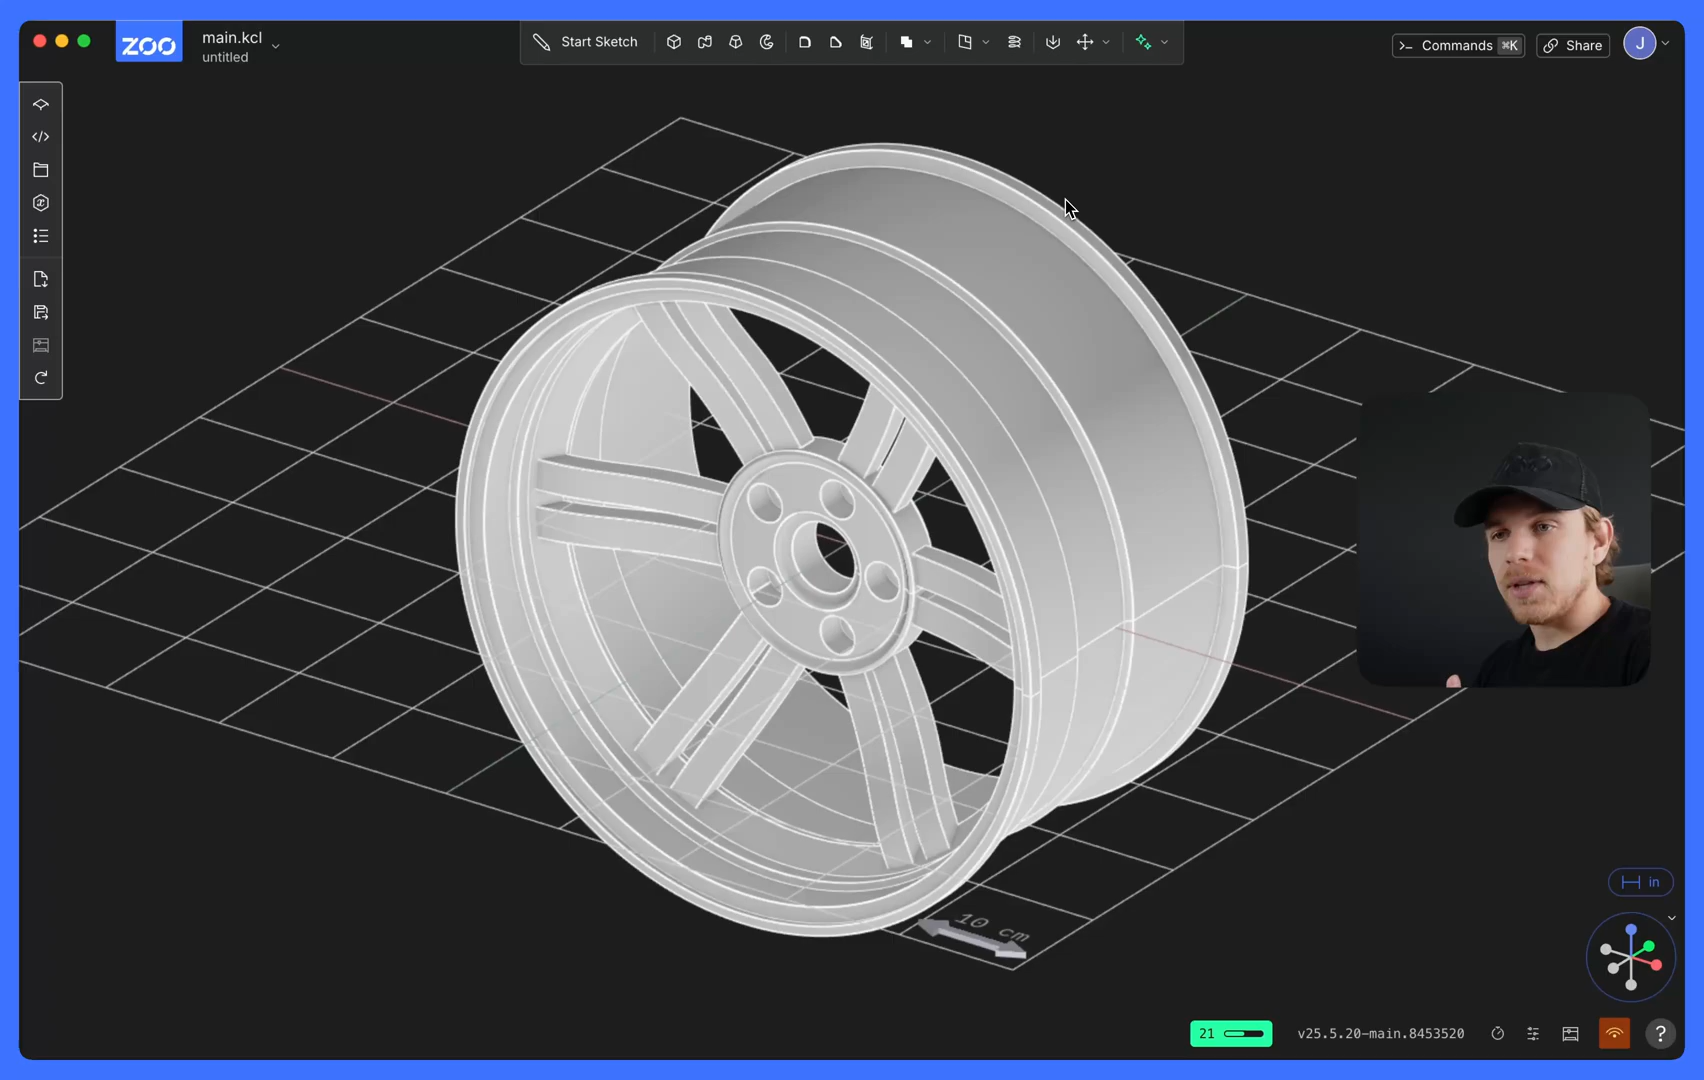 ZOO
main.kcl
untitled
Start Sketch
Commands ⌘K
Share
J
10 cm
in
21
v25.5.20-main.8453520
?